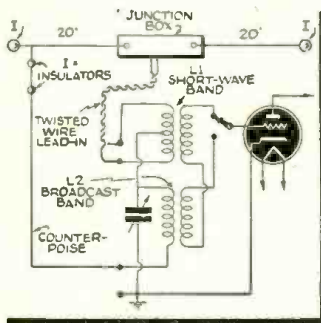 I
20'
JUNCTION
BOX 2
20'
I
I =
INSULATORS
L1
SHORT-WAVE
BAND
TWISTED
WIRE
LEAD-IN
L2
BROADCAST
BAND
COUNTER-
POISE